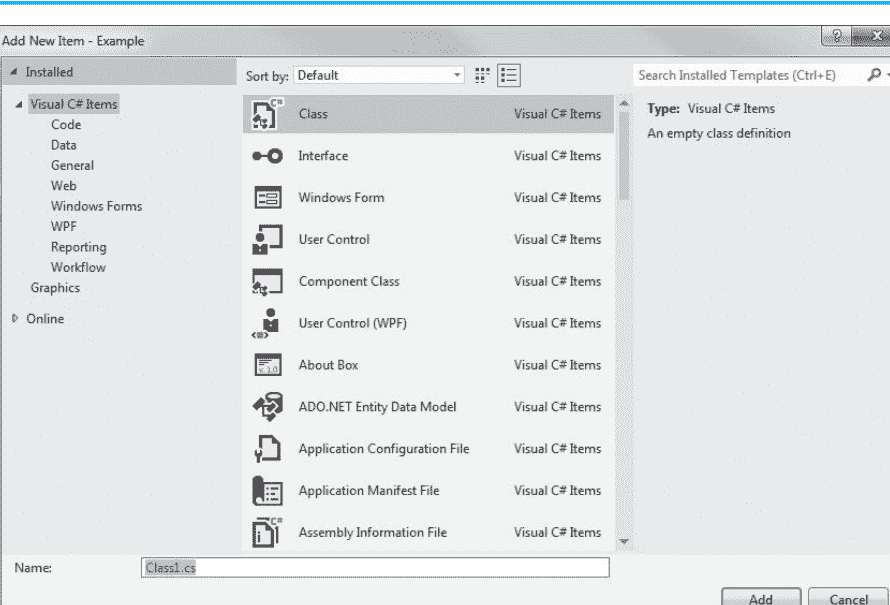 Add New Item - Example
Installed
Sort by: Default
Search Installed Templates (Ctrl+E)
Visual C# Items
Code
Data
General
Web
Windows Forms
WPF
Reporting
Workflow
Graphics
Online
Class Visual C# Items
Interface Visual C# Items
Windows Form Visual C# Items
User Control Visual C# Items
Component Class Visual C# Items
User Control (WPF) Visual C# Items
About Box Visual C# Items
ADO.NET Entity Data Model Visual C# Items
Application Configuration File Visual C# Items
Application Manifest File Visual C# Items
Assembly Information File Visual C# Items
Type: Visual C# Items
An empty class definition
Name: Class1.cs
Add Cancel